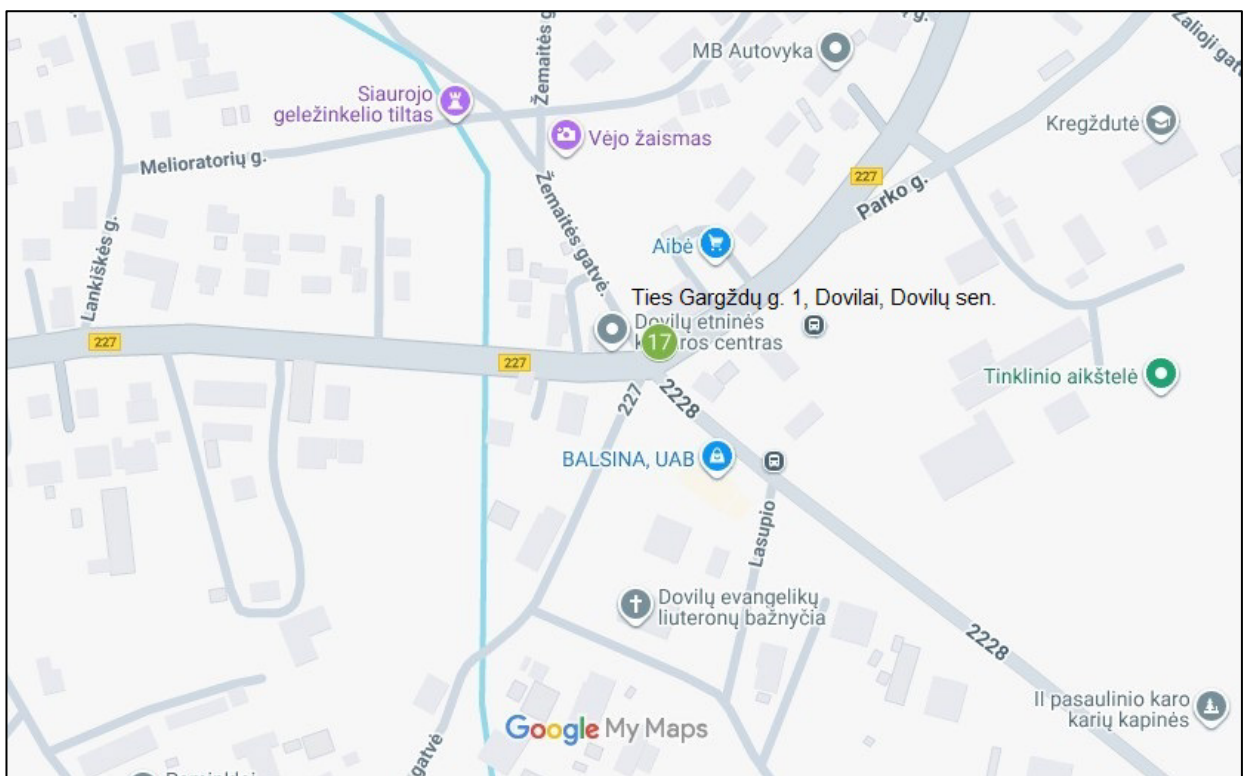 Žemaitės g
Žalioji gat
MB Autovyka
Siaurojo
geležinkelio tiltas
Kregždutė
Vėjo žaismas
Melioratorių g.
227
Parko g.
Žemaitės gatvė.
Lankiškės g.
Aibė
Ties Gargždų g. 1, Dovilai, Dovilų sen.
Dovilų etninės
17
ros centras
227
227
Tinklinio aikštelė
227
2228
BALSINA, UAB
Lasupio
Dovilų evangelikų
liuteronų bažnyčia
2228
II pasaulinio karo
karių kapinės
Google My Maps
gatvė